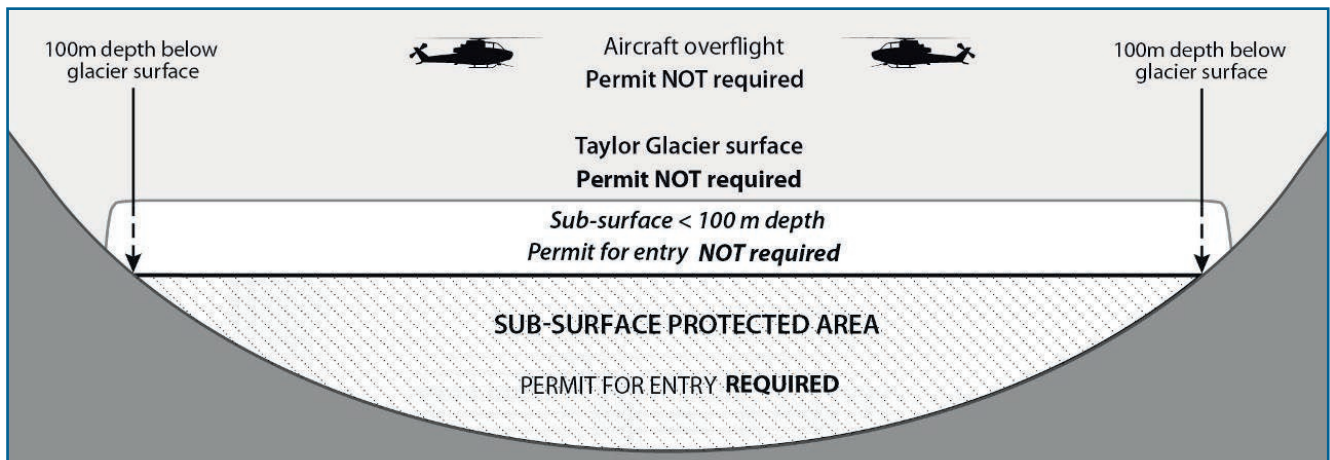 100m depth below
glacier surface
Aircraft overflight
Permit NOT required
100m depth below
glacier surface
Taylor Glacier surface
Permit NOT required
Sub-surface < 100 m depth
Permit for entry NOT required
SUB-SURFACE PROTECTED AREA
PERMIT FOR ENTRY REQUIRED